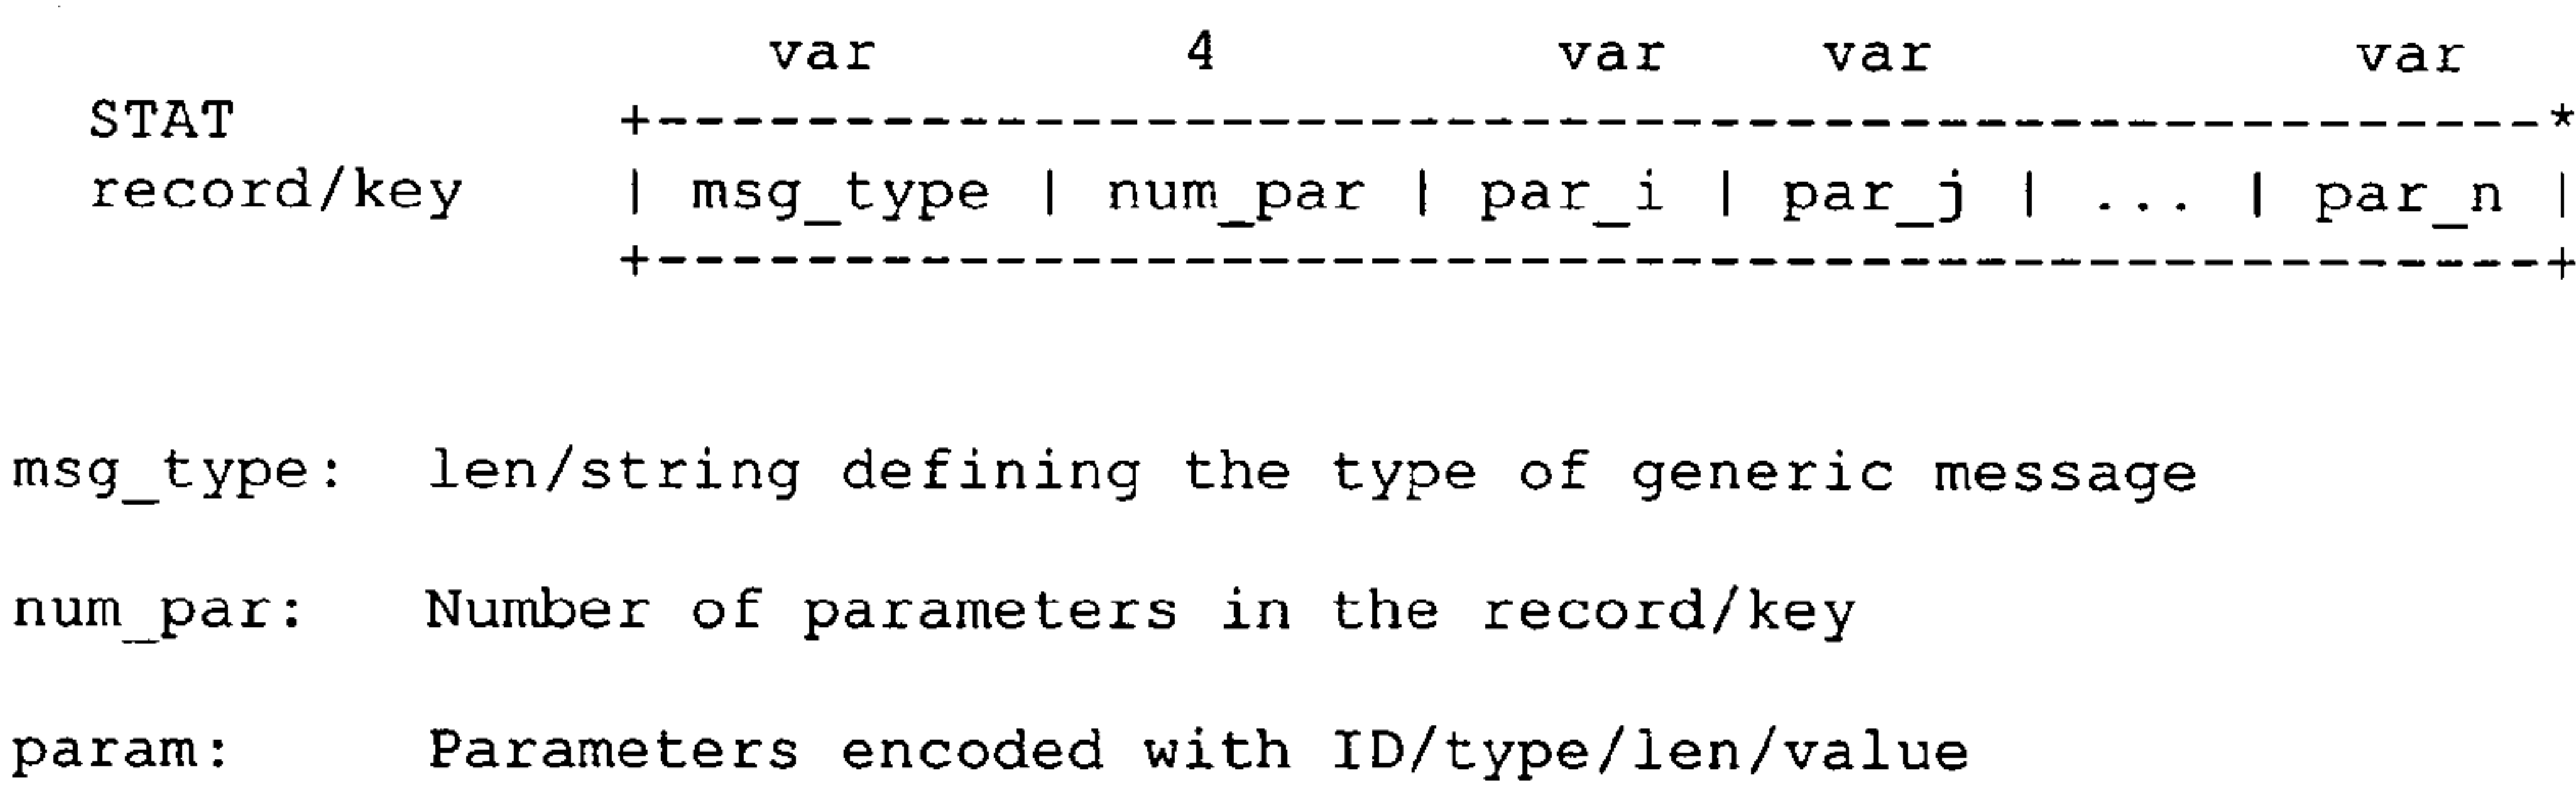 var 4 var var var
STAT +---------------------------------------------------*
record/key | msg_type | num_par | par_i | par_j | ... | par_n |
+---------------------------------------------------+
msg_type: len/string defining the type of generic message
num_par: Number of parameters in the record/key
param: Parameters encoded with ID/type/len/value